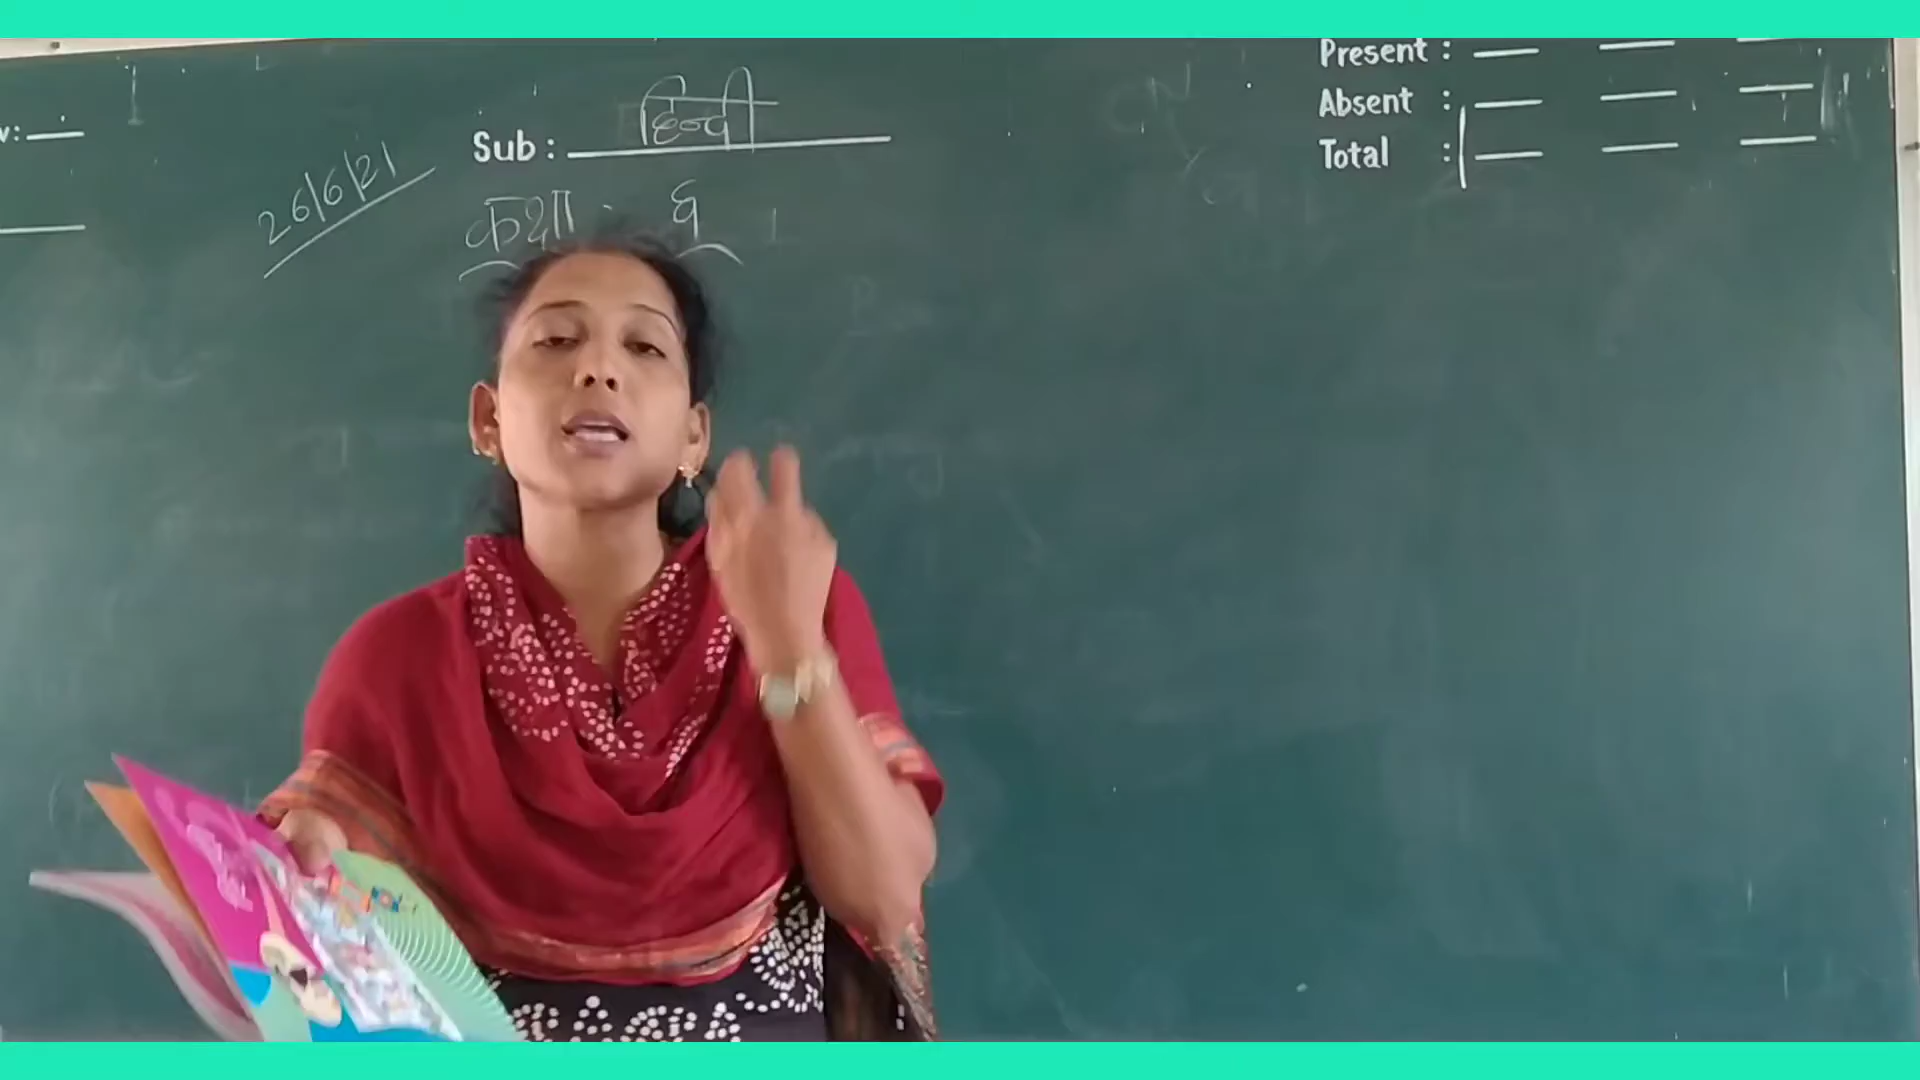 Present :
Absent :
Total :
Sub : हिन्दी
26/6/21
कक्षा - ६